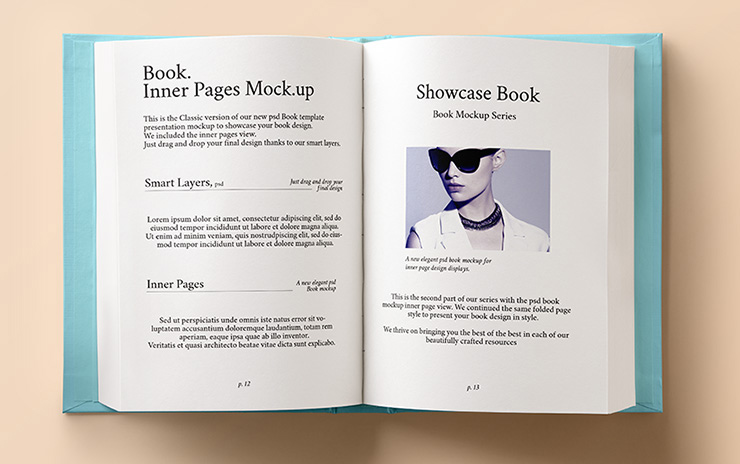 Book.
Inner Pages Mock.up
This is the Classic version of our new psd Book template
presentation mockup to showcase your book design.
We included the inner pages view.
Just drag and drop your final design thanks to our smart layers.
Smart Layers, psd
Just drag and drop your
final design
Lorem ipsum dolor sit amet, consectetur adipiscing elit, sed do
eiusmod tempor incididunt ut labore et dolore magna aliqua.
Ut enim ad minim veniam, quis nostrudpiscing elit, sed do eius-
mod tempor incididunt ut labore et dolore magna aliqua.
Inner Pages
A new elegant psd
Book mockup
Sed ut perspiciatis unde omnis iste natus error sit vo-
luptatem accusantium doloremque laudantium, totam rem
aperiam, eaque ipsa quae ab illo inventor.
Veritatis et quasi architecto beatae vitae dicta sunt explicabo.
p. 12
Showcase Book
Book Mockup Series
A new elegant psd book mockup for
inner page design displays.
This is the second part of our series with the psd book
mockup inner page view. We continued the same folded page
style to present your book design in style.
We thrive on bringing you the best of the best in each of our
beautifully crafted resources
p. 13